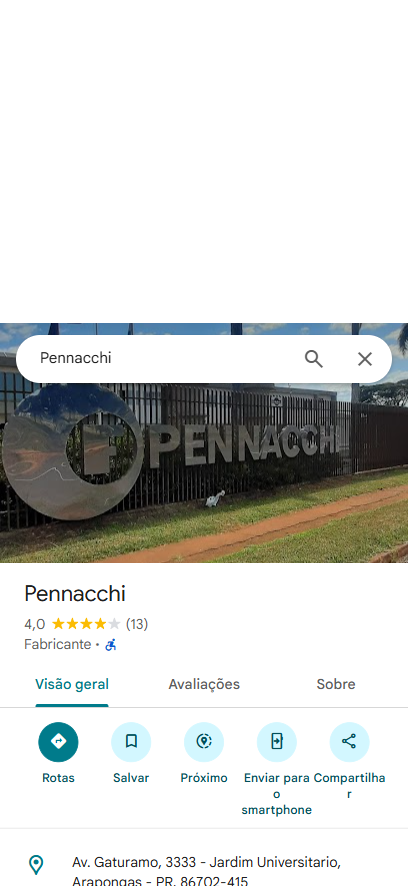 Pennacchi
PENNACCHI
Pennacchi
4,0 (13)
Fabricante •
Visão geral Avaliações Sobre
Rotas Salvar Próximo Enviar para o smartphone Compartilhar
Av. Gaturamo, 3333 - Jardim Universitario,
Arapongas - PR, 86702-415